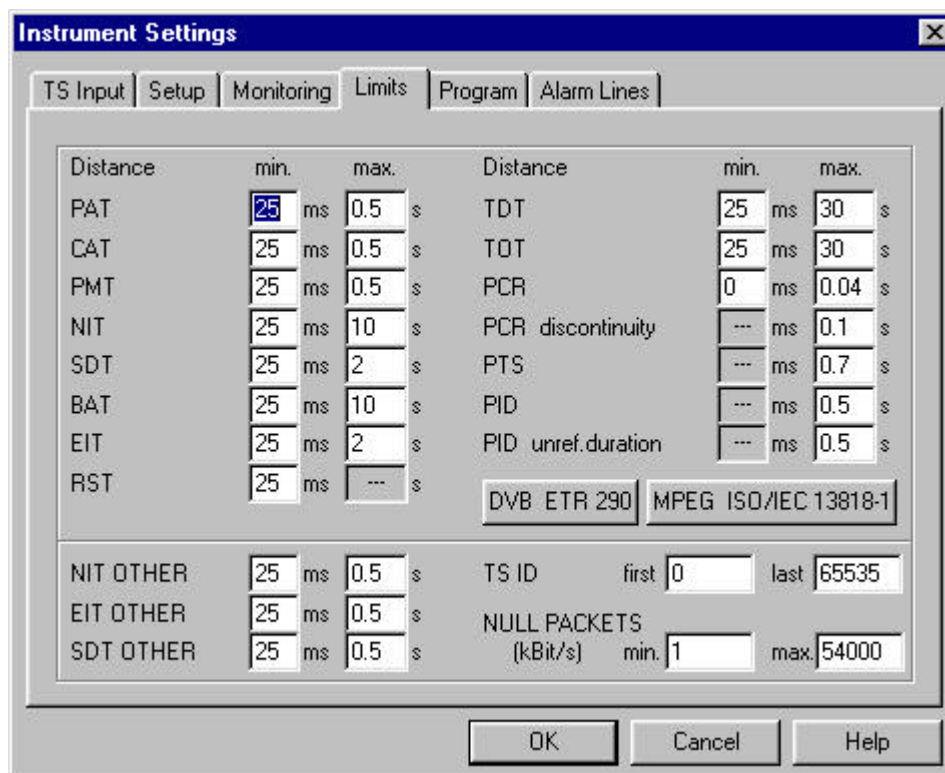 Instrument Settings
TS Input Setup Monitoring Limits Program Alarm Lines
Distance min. max. Distance min. max.
PAT 25 ms 0.5 s TDT 25 ms 30 s
CAT 25 ms 0.5 s TOT 25 ms 30 s
PMT 25 ms 0.5 s PCR 0 ms 0.04 s
NIT 25 ms 10 s PCR discontinuity --- ms 0.1 s
SDT 25 ms 2 s PTS --- ms 0.7 s
BAT 25 ms 10 s PID --- ms 0.5 s
EIT 25 ms 2 s PID unref.duration --- ms 0.5 s
RST 25 ms --- s DVB ETR 290 MPEG ISO/IEC 13818-1
NIT OTHER 25 ms 0.5 s TS ID first 0 last 65535
EIT OTHER 25 ms 0.5 s NULL PACKETS
SDT OTHER 25 ms 0.5 s (kBit/s) min. 1 max. 54000
OK Cancel Help